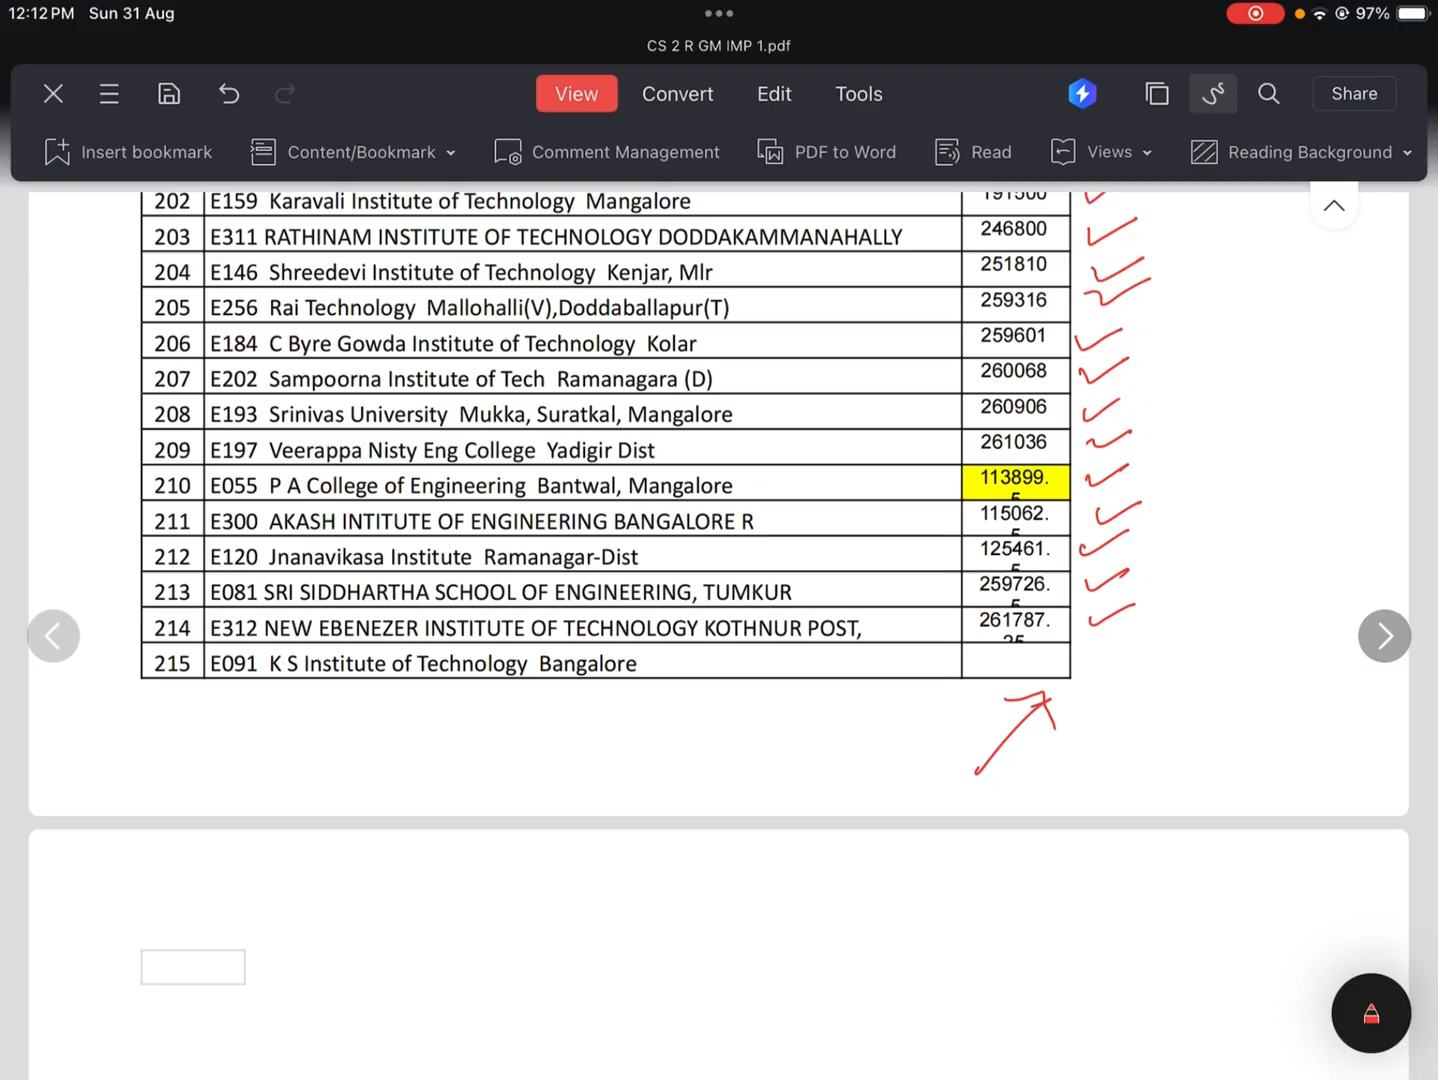 12:12 PM Sun 31 Aug
97%
CS 2 R GM IMP 1.pdf
View Convert Edit Tools
Share
Insert bookmark Content/Bookmark Comment Management PDF to Word Read Views Reading Background
202 E159 Karavali Institute of Technology Mangalore 191500
203 E311 RATHINAM INSTITUTE OF TECHNOLOGY DODDAKAMMANAHALLY 246800
204 E146 Shreedevi Institute of Technology Kenjar, Mlr 251810
205 E256 Rai Technology Mallohalli(V),Doddaballapur(T) 259316
206 E184 C Byre Gowda Institute of Technology Kolar 259601
207 E202 Sampoorna Institute of Tech Ramanagara (D) 260068
208 E193 Srinivas University Mukka, Suratkal, Mangalore 260906
209 E197 Veerappa Nisty Eng College Yadigir Dist 261036
210 E055 P A College of Engineering Bantwal, Mangalore 113899.5
211 E300 AKASH INTITUTE OF ENGINEERING BANGALORE R 115062.5
212 E120 Jnanavikasa Institute Ramanagar-Dist 125461.5
213 E081 SRI SIDDHARTHA SCHOOL OF ENGINEERING, TUMKUR 259726.5
214 E312 NEW EBENEZER INSTITUTE OF TECHNOLOGY KOTHNUR POST, 261787.25
215 E091 K S Institute of Technology Bangalore